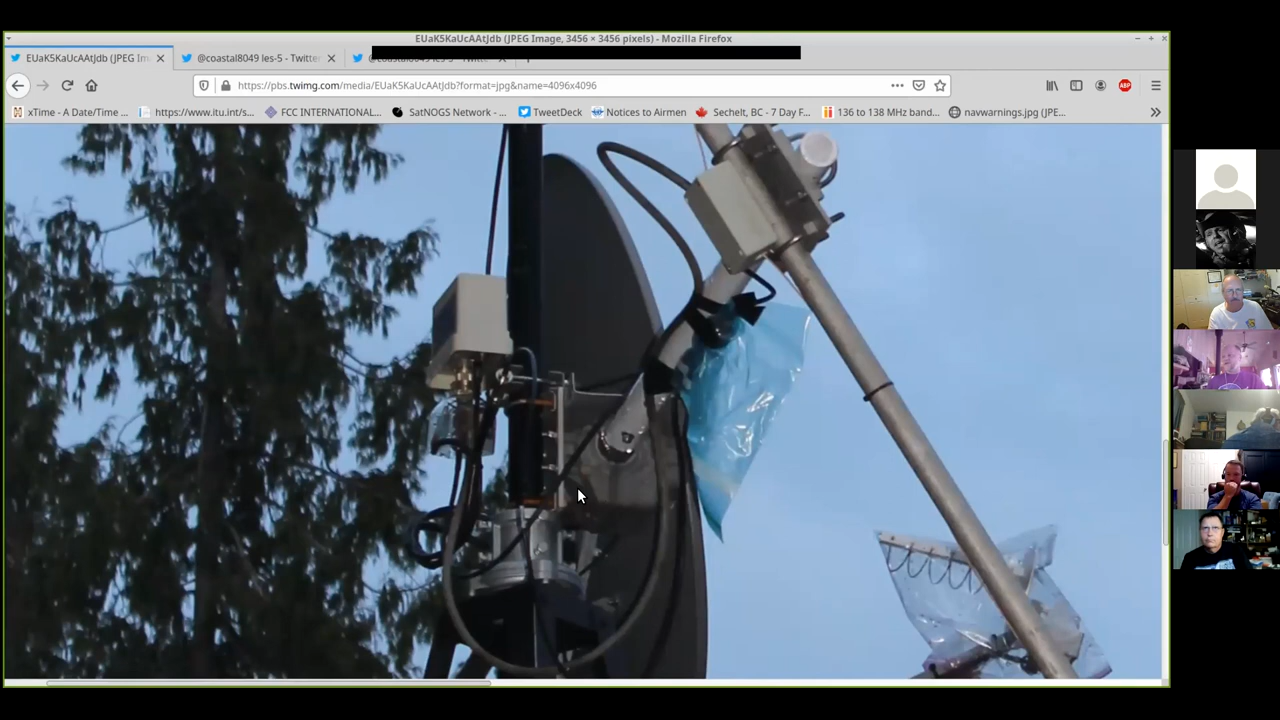 EUaK5KaUcAAtJdb (JPEG Image, 3456 × 3456 pixels) - Mozilla Firefox
EUaK5KaUcAAtJdb (JPEG Im
@coastal8049 les-5 - Twitter
https://pbs.twimg.com/media/EUaK5KaUcAAtJdb?format=jpg&name=4096x4096
ABP
xTime - A Date/Time ...
https://www.itu.int/s...
FCC INTERNATIONAL...
SatNOGS Network - ...
TweetDeck
Notices to Airmen
Sechelt, BC - 7 Day F...
136 to 138 MHz band...
navwarnings.jpg (JPE...